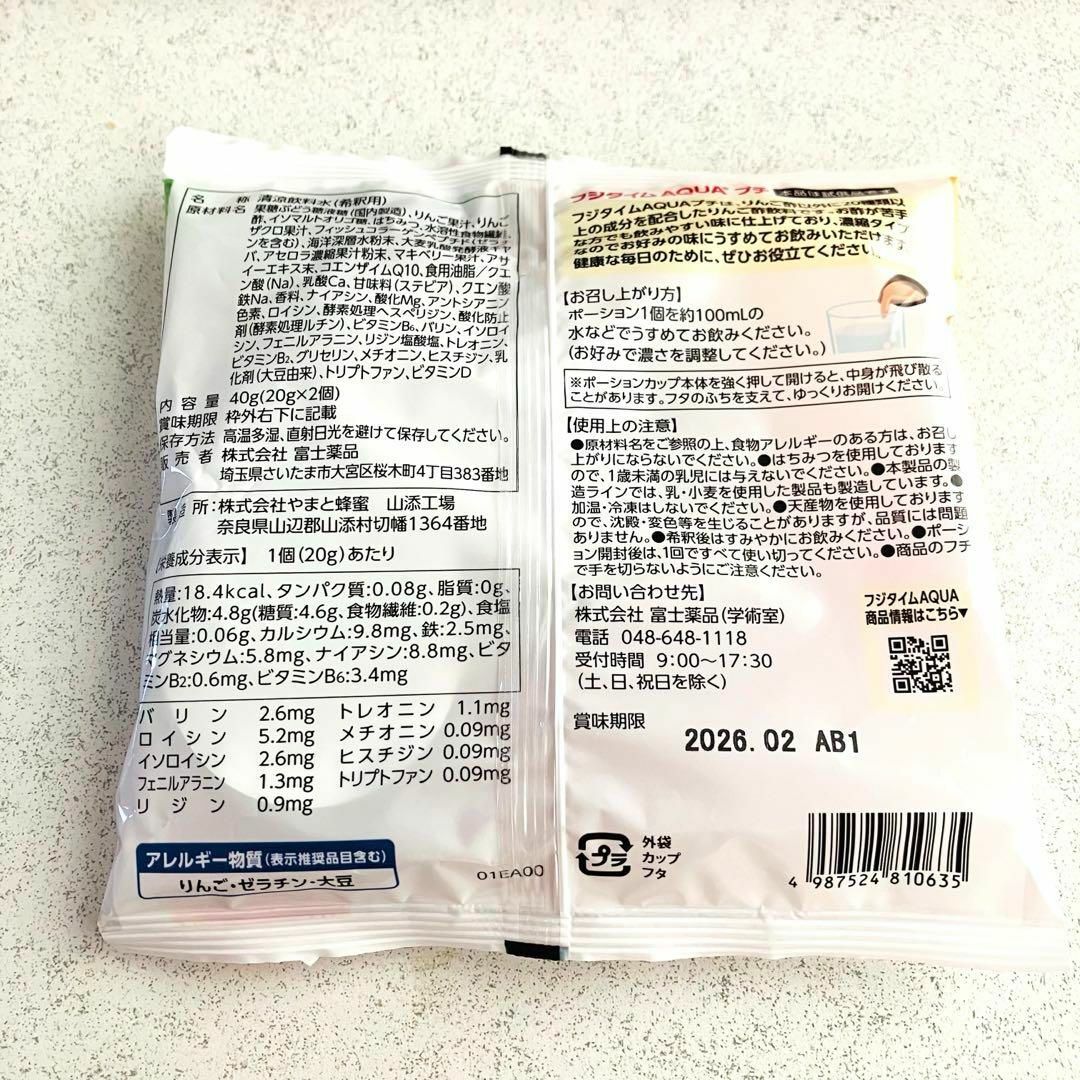 名称 清涼飲料水(希釈用)
原材料名 果糖ぶどう糖液糖(国内製造)、りんご果汁、りんご
酢、イソマルトオリゴ糖、はちみつ、水溶性食物繊維、
ザクロ果汁、フィッシュコラーゲンペプチド(ゼラチ
ンを含む)、海洋深層水粉末、大麦乳酸発酵液ギャ
バ、アセロラ濃縮果汁粉末、マキベリー果汁、アサ
イーエキス末、コエンザイムQ10、食用油脂/クエ
ン酸(Na)、乳酸Ca、甘味料(ステビア)、クエン酸
鉄Na、香料、ナイアシン、酸化Mg、アントシアニン
色素、ロイシン、酵素処理ヘスペリジン、酸化防止
剤(酵素処理ルチン)、ビタミンB6、バリン、イソロイ
シン、フェニルアラニン、リジン塩酸塩、トレオニン、
ビタミンB2、グリセリン、メチオニン、ヒスチジン、乳
化剤(大豆由来)、トリプトファン、ビタミンD
内容量 40g(20g×2個)
賞味期限 枠外右下に記載
保存方法 高温多湿、直射日光を避けて保存してください。
販売者 株式会社 富士薬品
埼玉県さいたま市大宮区桜木町4丁目383番地
製造所:株式会社やまと蜂蜜 山添工場
奈良県山辺郡山添村切幡1364番地
【栄養成分表示】 1個(20g)あたり
熱量:18.4kcal、タンパク質:0.08g、脂質:0g、
炭水化物:4.8g(糖質:4.6g、食物繊維:0.2g)、食塩
相当量:0.06g、カルシウム:9.8mg、鉄:2.5mg、
マグネシウム:5.8mg、ナイアシン:8.8mg、ビタ
ミンB2:0.6mg、ビタミンB6:3.4mg
バリン 2.6mg トレオニン 1.1mg
ロイシン 5.2mg メチオニン 0.09mg
イソロイシン 2.6mg ヒスチジン 0.09mg
フェニルアラニン 1.3mg トリプトファン 0.09mg
リジン 0.9mg
アレルギー物質(表示推奨品目含む)
りんご・ゼラチン・大豆
01EA00
フジタイム AQUA プチ 本品は試供品です
フジタイムAQUAプチは、りんご酢以外に20種類以
上の成分を配合したりんご酢飲料です。お酢が苦手
な方でも飲みやすい味に仕上げており、濃縮タイプ
なのでお好みの味にうすめてお飲みいただけます
健康な毎日のために、ぜひお役立てください。
【お召し上がり方】
ポーション1個を約100mLの
水などでうすめてお飲みください。
(お好みで濃さを調整してください。)
※ポーションカップ本体を強く押して開けると、中身が飛び散る
ことがあります。フタのふちを支えて、ゆっくりお開けください。
【使用上の注意】
●原材料名をご参照の上、食物アレルギーのある方は、お召し
上がりにならないでください。●はちみつを使用しております
ので、1歳未満の乳児には与えないでください。●本製品の製
造ラインでは、乳・小麦を使用した製品も製造しています。●
加温・冷凍はしないでください。●天産物を使用しております
ので、沈殿・変色等を生じることがありますが、品質には問題
ありません。●希釈後はすみやかにお飲みください。●ポーシ
ョン開封後は、1回ですべて使い切ってください。●商品のフチ
で手を切らないようにご注意ください。
【お問い合わせ先】
株式会社 富士薬品(学術室)
電話 048-648-1118
受付時間 9:00〜17:30
(土、日、祝日を除く)
フジタイムAQUA
商品情報はこちら▼
賞味期限
2026.02 AB1
プラ
外袋
カップ
フタ
4 987524 810635